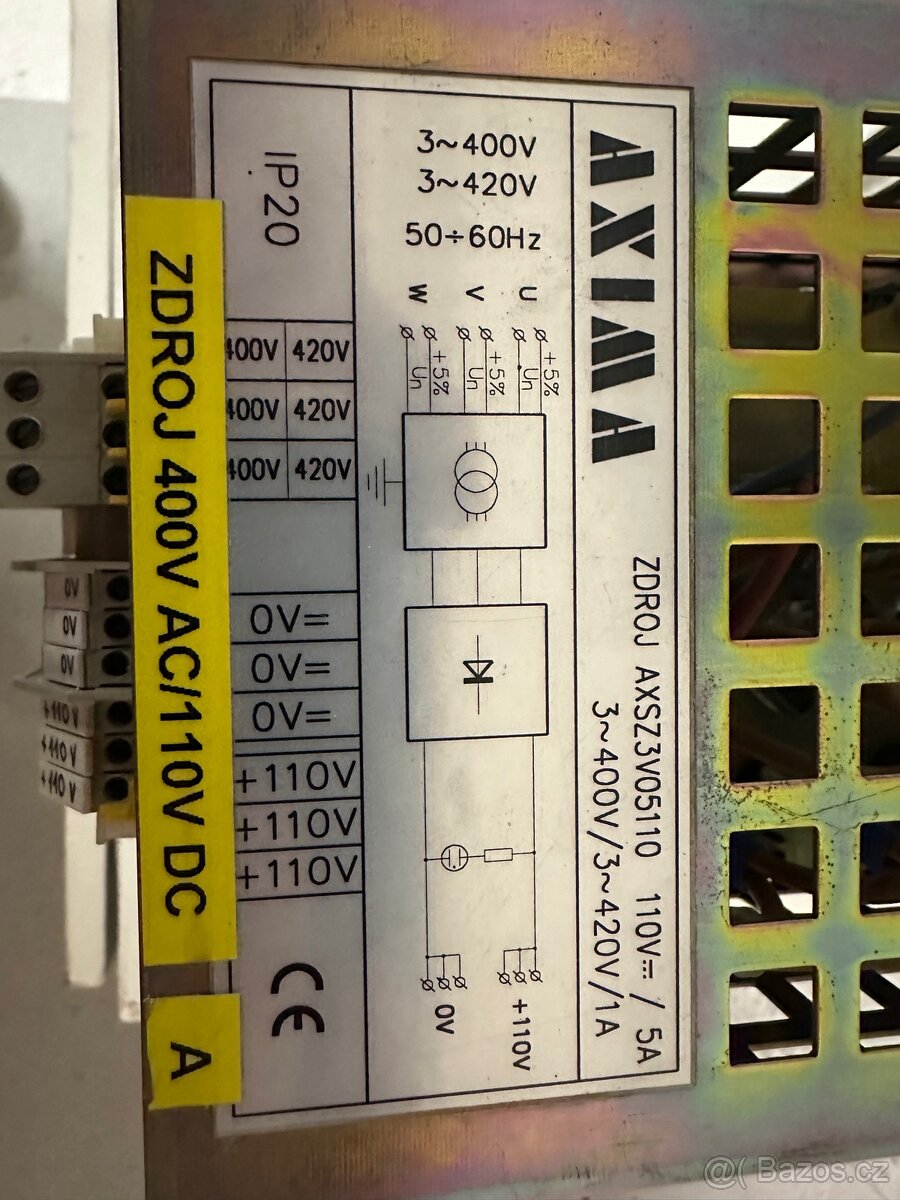 AXIMA
ZDROJ AXSZ3V05110 110V⎓ / 5A
3~400V/3~420V/1A
3~400V
3~420V
50÷60Hz
U
V
W
+5%
Un
+5%
Un
+5%
Un
+110V
0V
IP20
420V
400V
420V
400V
420V
400V
0V=
0V=
0V=
+110V
+110V
+110V
CE
ZDROJ 400V AC/110V DC
A
0V
0V
0V
+110V
+110V
+110V
@( Bazos.cz